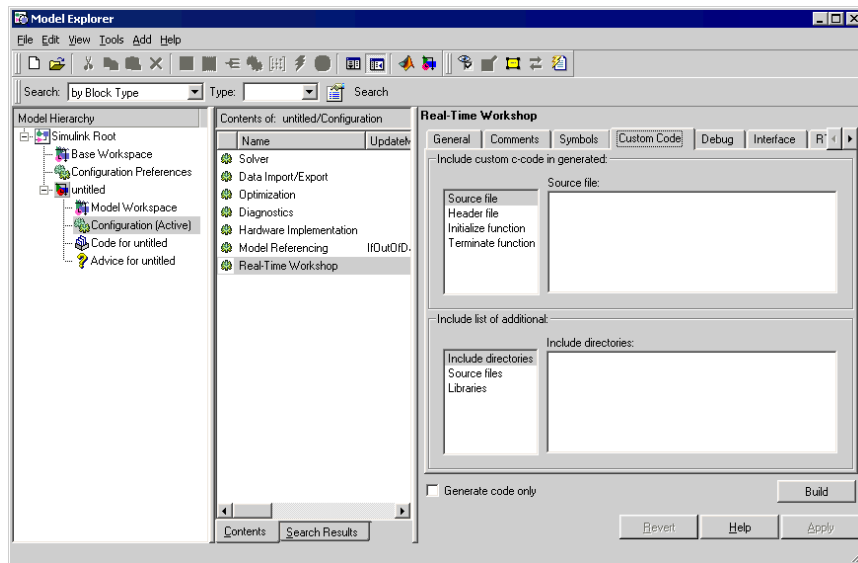 Model Explorer
File Edit View Tools Add Help
Search: by Block Type Type: Search
Model Hierarchy
Simulink Root
Base Workspace
Configuration Preferences
untitled
Model Workspace
Configuration (Active)
Code for untitled
Advice for untitled
Contents of: untitled/Configuration
Name
Solver
Data Import/Export
Optimization
Diagnostics
Hardware Implementation
Model Referencing IfOutOfD
Real-Time Workshop
Contents Search Results
Real-Time Workshop
General Comments Symbols Custom Code Debug Interface
Include custom c-code in generated:
Source file:
Source file
Header file
Initialize function
Terminate function
Include list of additional:
Include directories:
Include directories
Source files
Libraries
Generate code only Build
Revert Help Apply